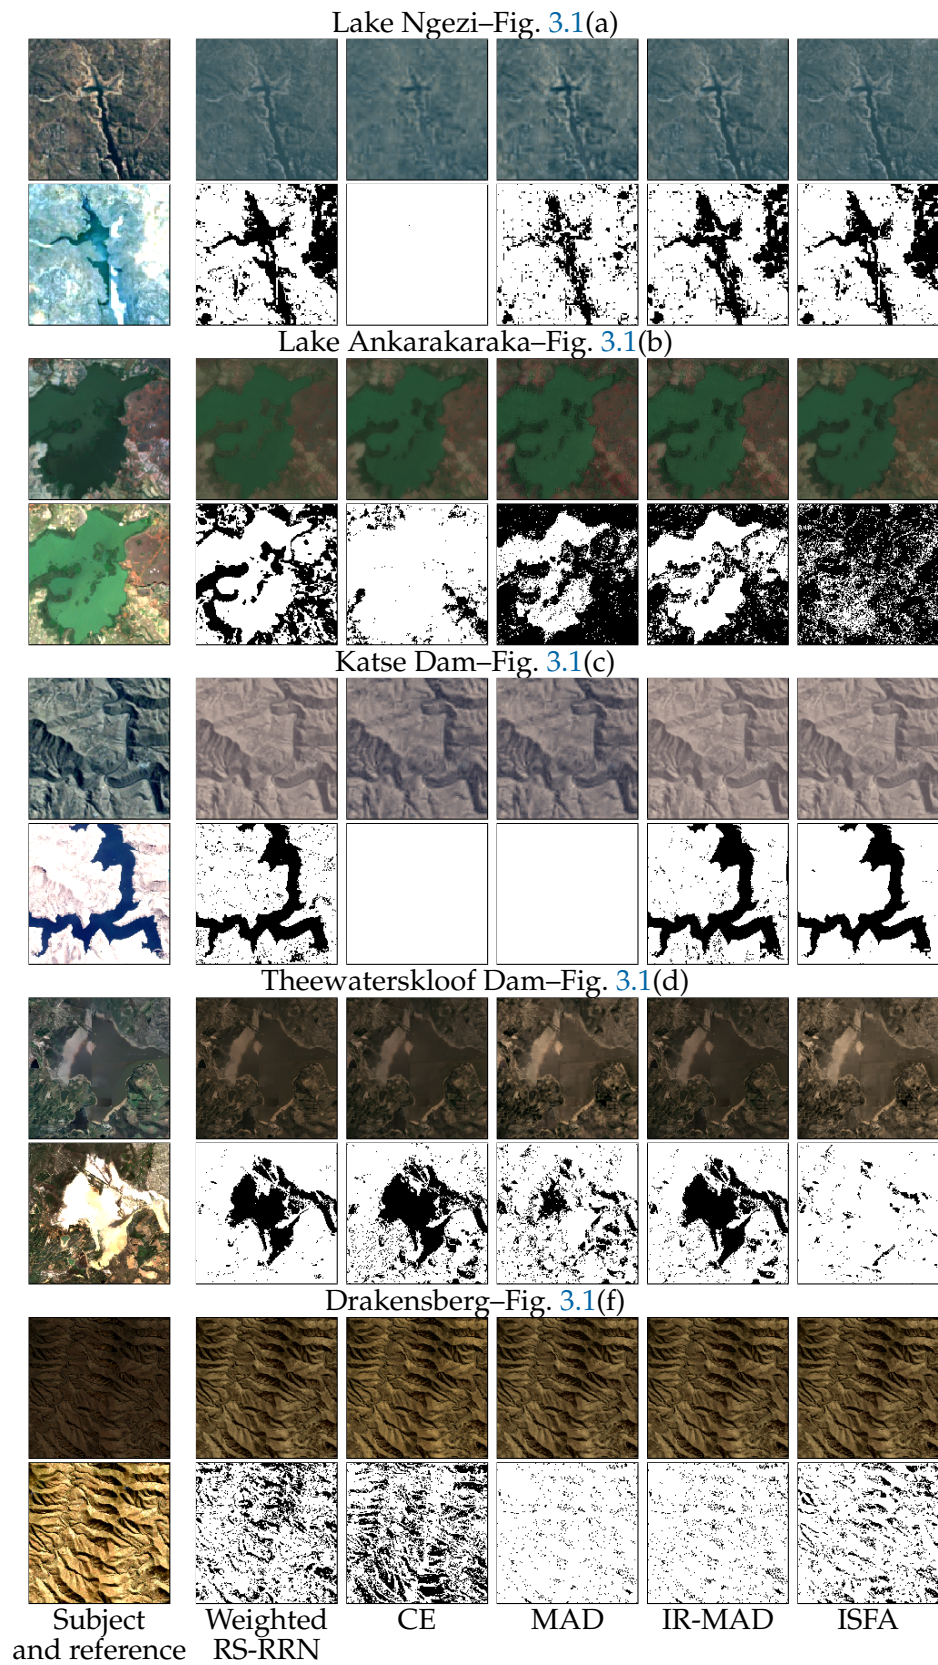 Lake Ngezi–Fig. 3.1(a)
Lake Ankarakaraka–Fig. 3.1(b)
Katse Dam–Fig. 3.1(c)
Theewaterskloof Dam–Fig. 3.1(d)
Drakensberg–Fig. 3.1(f)
Subject and reference
Weighted RS-RRN
CE
MAD
IR-MAD
ISFA